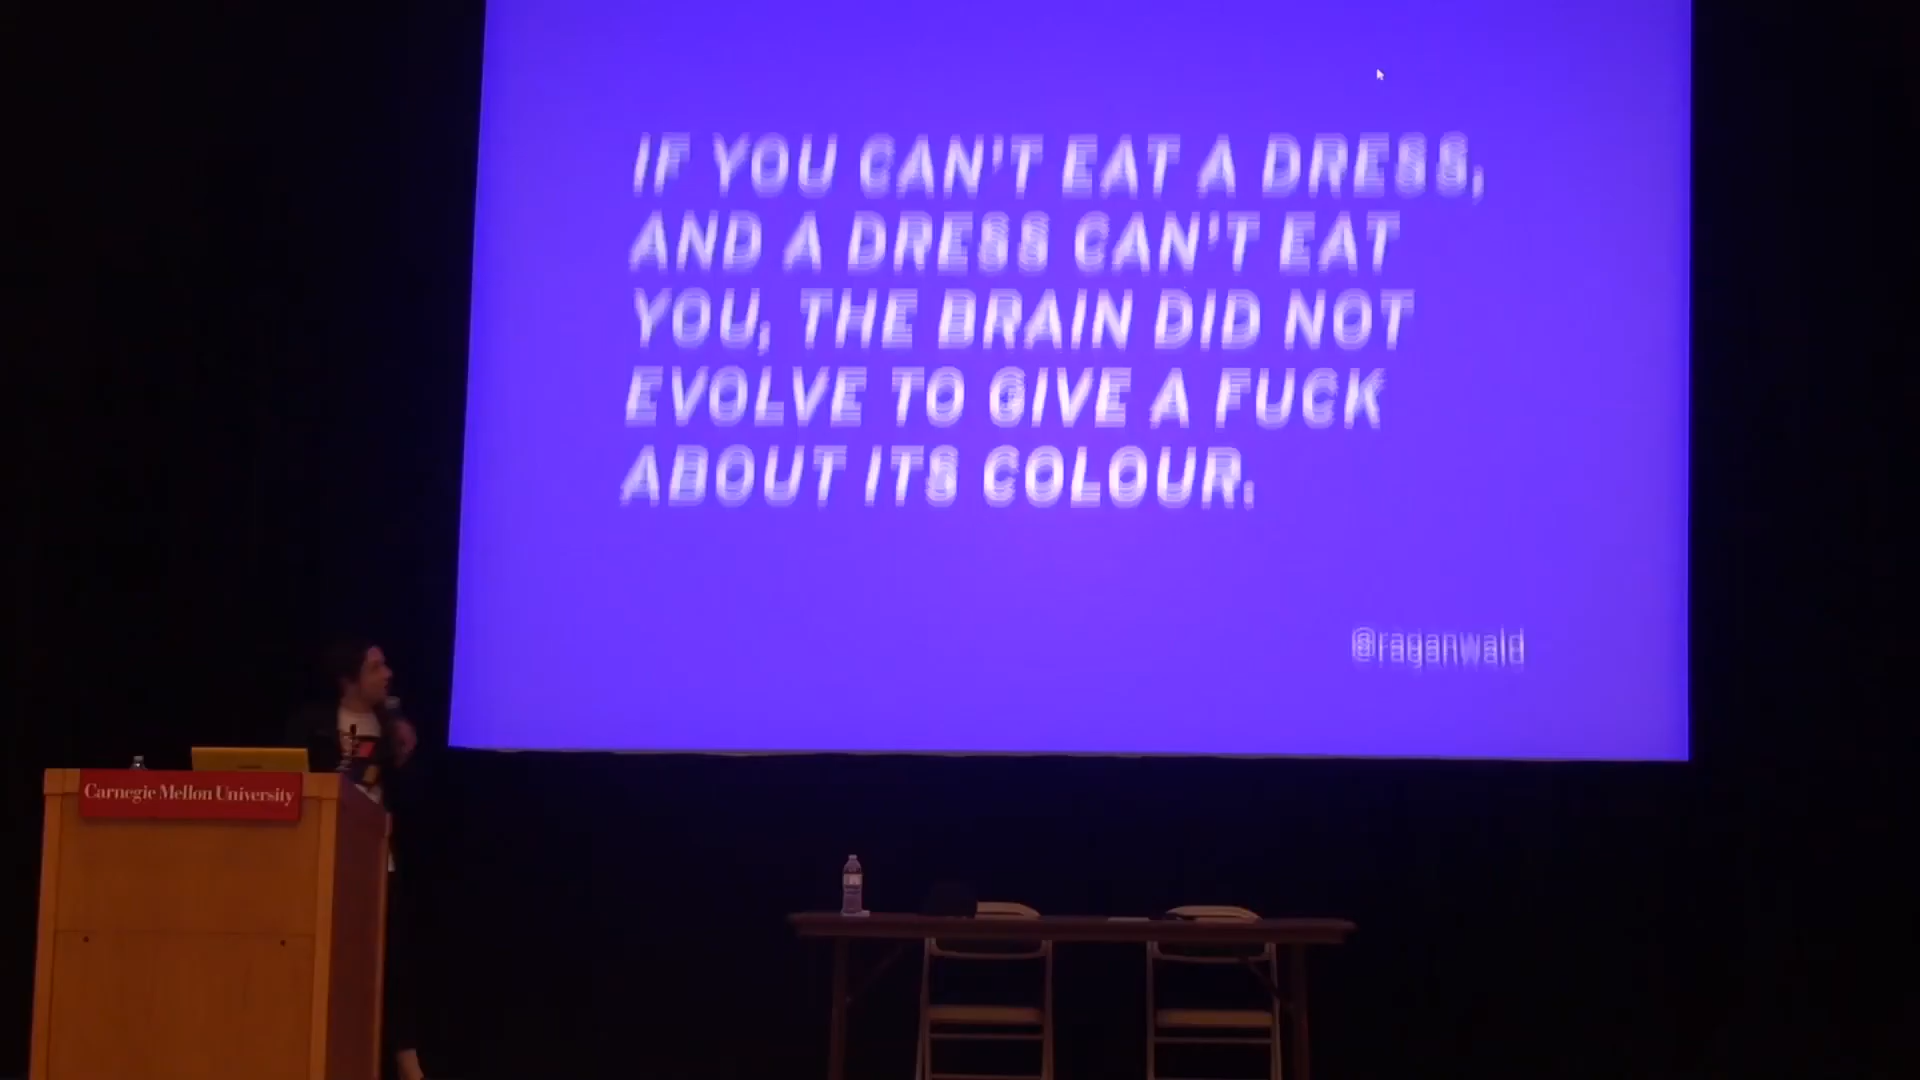 IF YOU CAN'T EAT A DRESS,
AND A DRESS CAN'T EAT
YOU, THE BRAIN DID NOT
EVOLVE TO GIVE A FUCK
ABOUT ITS COLOUR.
@raganwald
Carnegie Mellon University